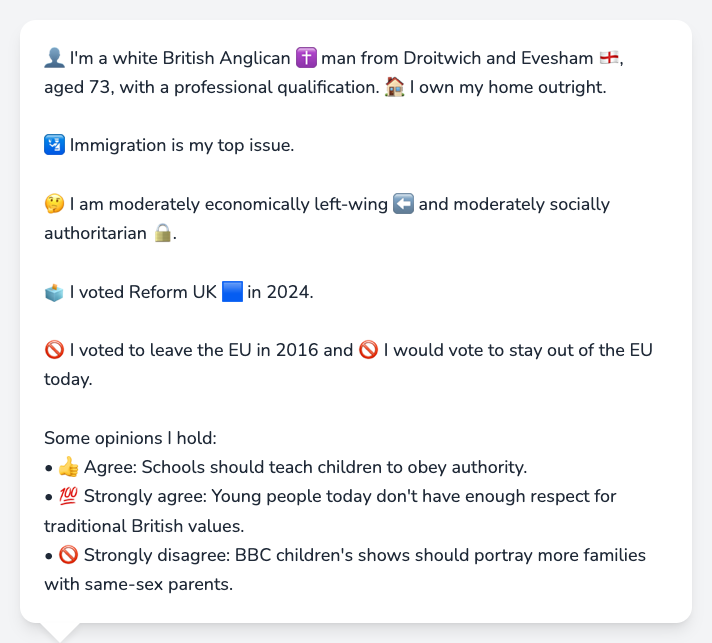 👤 I'm a white British Anglican ✝️ man from Droitwich and Evesham 🏴󠁧󠁢󠁥󠁮󠁧󠁿,
aged 73, with a professional qualification. 🏠 I own my home outright.
🛂 Immigration is my top issue.
🤔 I am moderately economically left-wing ⬅️ and moderately socially
authoritarian 🔒.
🗳️ I voted Reform UK 🟦 in 2024.
🚫 I voted to leave the EU in 2016 and 🚫 I would vote to stay out of the EU
today.
Some opinions I hold:
• 👍 Agree: Schools should teach children to obey authority.
• 💯 Strongly agree: Young people today don't have enough respect for
traditional British values.
• 🚫 Strongly disagree: BBC children's shows should portray more families
with same-sex parents.